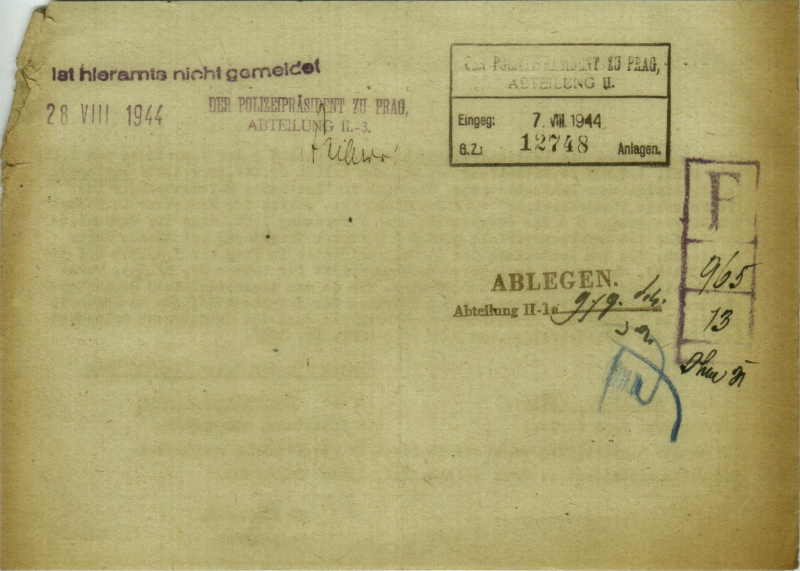 Ist hieramts nicht gemeldet
28 VIII 1944
DER POLIZEIPRÄSIDENT ZU PRAG,
ABTEILUNG II.-3.
DER POLIZEIPRÄSIDENT ZU PRAG,
ABTEILUNG II.
Eingeg: 7. VIII. 1944
G.Z.: 12748 Anlagen.
F
965
13
ABLEGEN.
Abteilung II-1a